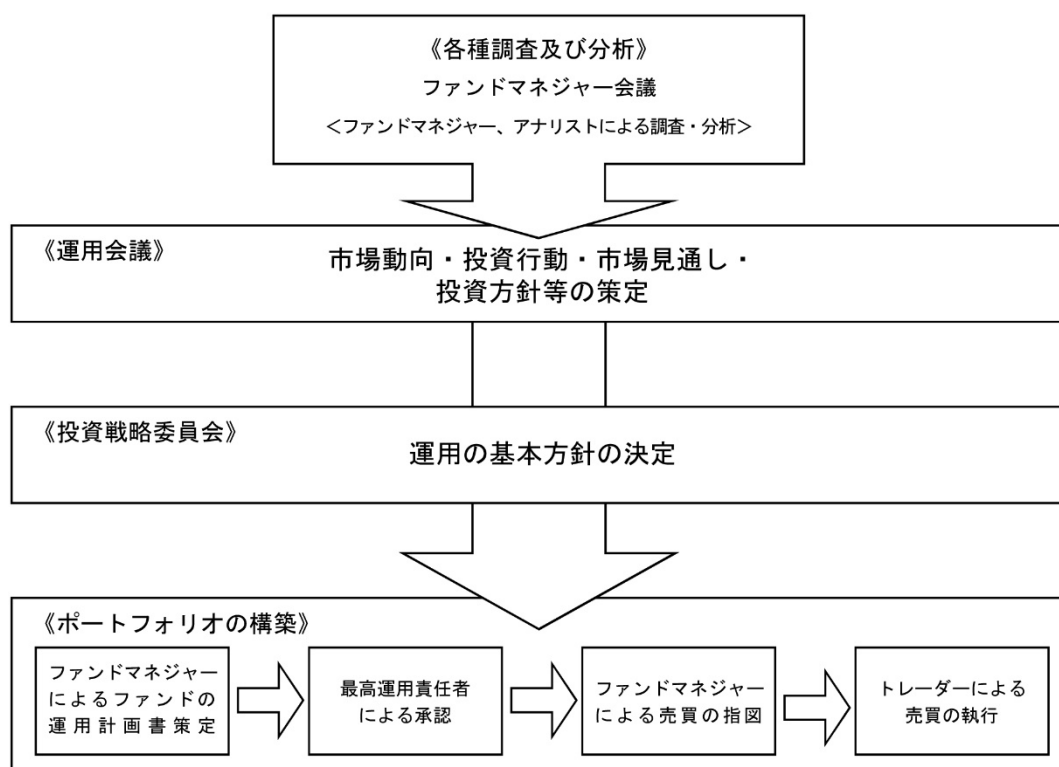 《各種調査及び分析》
ファンドマネジャー会議
＜ファンドマネジャー、アナリストによる調査・分析＞
《運用会議》
市場動向・投資行動・市場見通し・
投資方針等の策定
《投資戦略委員会》
運用の基本方針の決定
《ポートフォリオの構築》
ファンドマネジャー
によるファンドの
運用計画書策定
最高運用責任者
による承認
ファンドマネジャー
による売買の指図
トレーダーによる
売買の執行